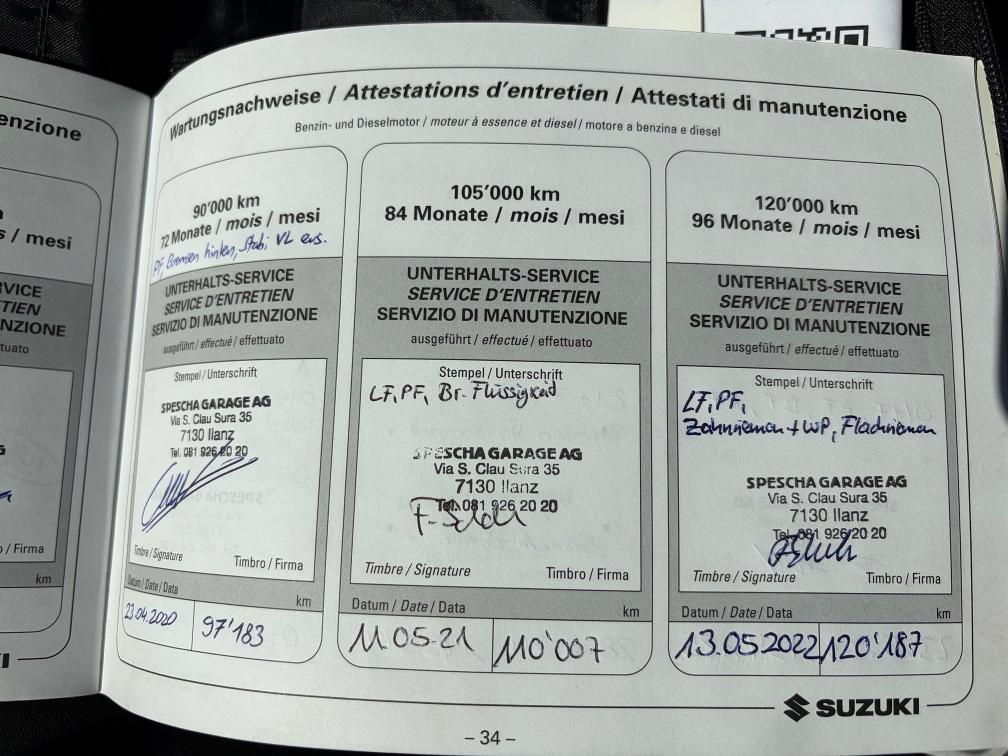 enzione
s / mesi
VICE
TIEN
NZIONE
tuato
o / Firma
km
KI
Wartungsnachweise / Attestations d'entretien / Attestati di manutenzione
Benzin- und Dieselmotor / moteur à essence et diesel / motore a benzina e diesel
90'000 km
72 Monate / mois / mesi
PF, Bremsen hinten, Stabi VL ers.
UNTERHALTS-SERVICE
SERVICE D'ENTRETIEN
SERVIZIO DI MANUTENZIONE
ausgeführt / effectué / effettuato
Stempel / Unterschrift
SPESCHA GARAGE AG
Via S. Clau Sura 35
7130 Ilanz
Tel. 081 926 20 20
Timbre / Signature
Timbro / Firma
Datum / Date / Data
km
23.04.2020
97'183
105'000 km
84 Monate / mois / mesi
UNTERHALTS-SERVICE
SERVICE D'ENTRETIEN
SERVIZIO DI MANUTENZIONE
ausgeführt / effectué / effettuato
Stempel / Unterschrift
LF, PF, Br. Flüssigkeid
SPESCHA GARAGE AG
Via S. Clau Sura 35
7130 Ilanz
Tel. 081 926 20 20
Timbre / Signature
Timbro / Firma
Datum / Date / Data
km
11.05.21
110'007
120'000 km
96 Monate / mois / mesi
UNTERHALTS-SERVICE
SERVICE D'ENTRETIEN
SERVIZIO DI MANUTENZIONE
ausgeführt / effectué / effettuato
Stempel / Unterschrift
LF, PF,
Zahnriemen + WP, Flachriemen
SPESCHA GARAGE AG
Via S. Clau Sura 35
7130 Ilanz
Tel. 081 926 20 20
Timbre / Signature
Timbro / Firma
Datum / Date / Data
km
13.05.2022
120'187
SUZUKI
– 34 –